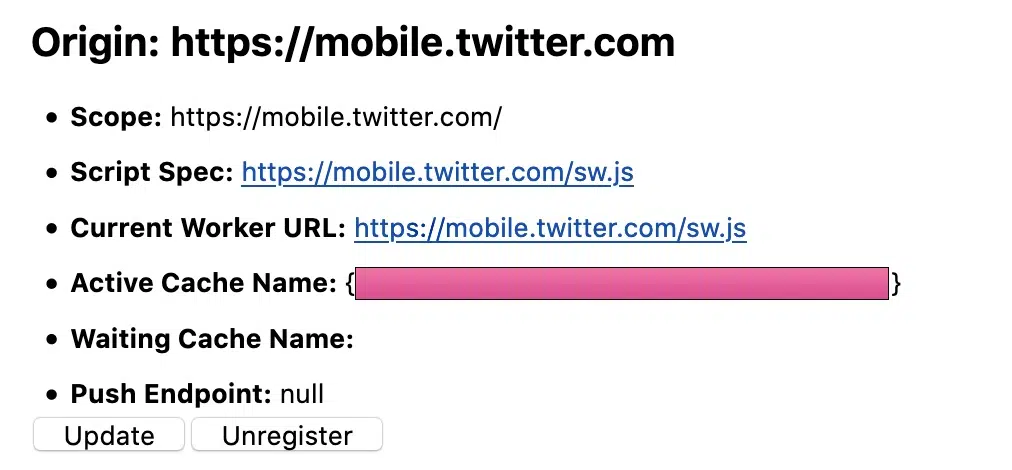 Origin: https://mobile.twitter.com
• Scope: https://mobile.twitter.com/
• Script Spec: https://mobile.twitter.com/sw.js
• Current Worker URL: https://mobile.twitter.com/sw.js
• Active Cache Name: { }
• Waiting Cache Name:
• Push Endpoint: null
Update Unregister